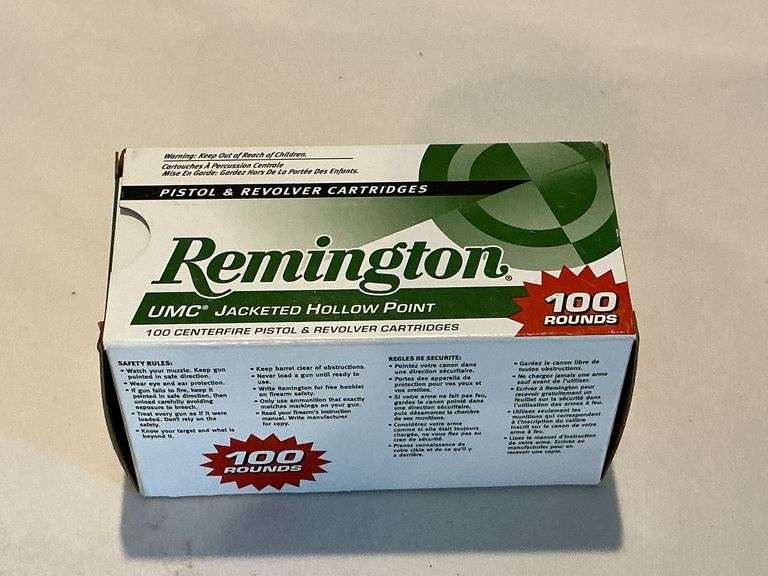 Warning: Keep Out of Reach of Children.
Cartouches À Percussion Centrale
Mise En Garde: Gardez Hors De La Portée Des Enfants.
PISTOL & REVOLVER CARTRIDGES
Remington®
UMC® JACKETED HOLLOW POINT
100 CENTERFIRE PISTOL & REVOLVER CARTRIDGES
100
ROUNDS
SAFETY RULES:
• Watch your muzzle. Keep gun
pointed in safe direction.
• Wear eye and ear protection.
• If gun fails to fire, keep it
pointed in safe direction, then
unload carefully avoiding
exposure to breech.
• Treat every gun as if it were
loaded. Don't rely on the
safety.
• Know your target and what is
beyond it.
• Keep barrel clear of obstructions.
• Never load a gun until ready to
use.
• Write Remington for free booklet
on firearm safety.
• Only use ammunition that exactly
matches markings on your gun.
• Read your firearm's instruction
manual. Write manufacturer
for copy.
100
ROUNDS
REGLES DE SECURITE:
• Pointez votre canon dans
une direction sécuritaire.
• Portez des appareils de
protection pour vos yeux et
vos oreilles.
• Si votre arme ne fait pas feu,
gardez le canon pointé dans
une direction sécuritaire,
puis désamorcez la chambre
de ses munitions.
• Considérez votre arme
comme si elle était toujours
chargée, ne vous fiez pas au
cran de sécurité.
• Prenez connaissance de
votre cible et de ce qu'il y
a derrière.
• Gardez le canon libre de
toutes obstructions.
• Ne chargez jamais une arme
sauf avant de l'utiliser.
• Écrivez à Remington pour
recevoir gratuitement un
feuillet sur la sécurité dans
l'utilisation des armes à feu.
• Utilisez seulement les
munitions qui correspondent
à l'inscription du calibre
inscrit sur le canon de votre
arme à feu.
• Lisez le manuel d'instruction
de votre arme. Écrivez au
manufacturier pour en
recevoir une copie.